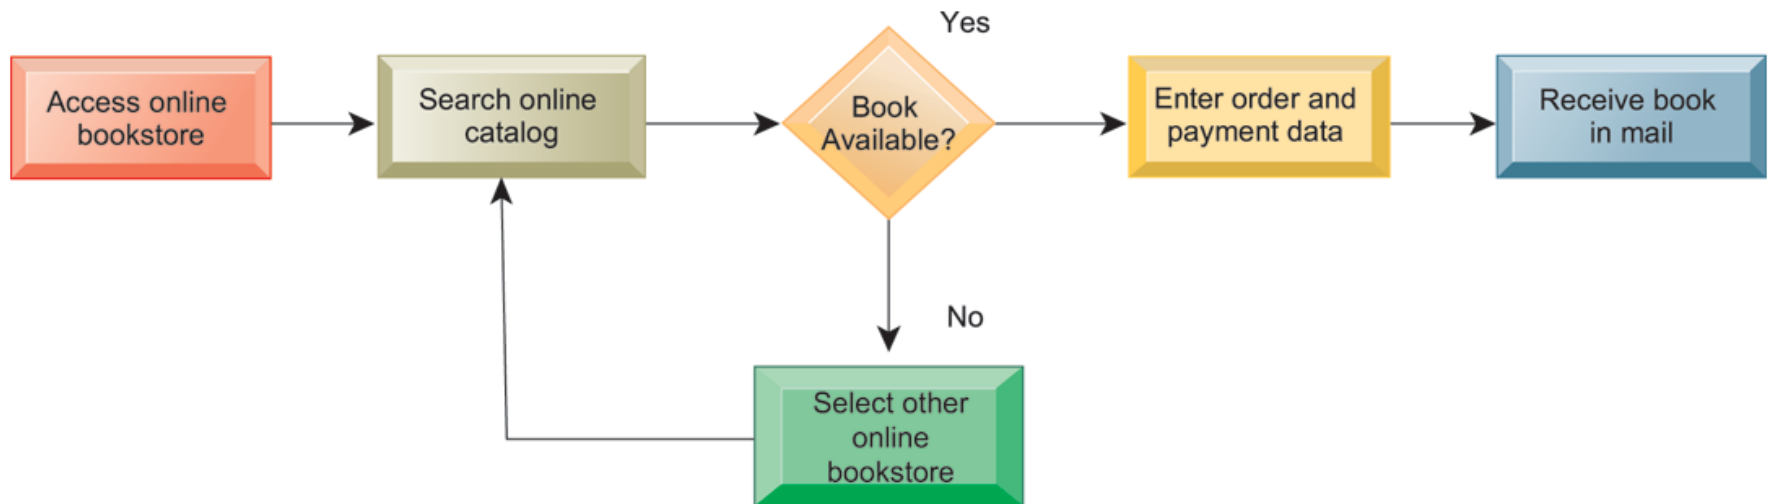 Access online
bookstore
Search online
catalog
Book
Available?
Yes
Enter order and
payment data
Receive book
in mail
No
Select other
online
bookstore